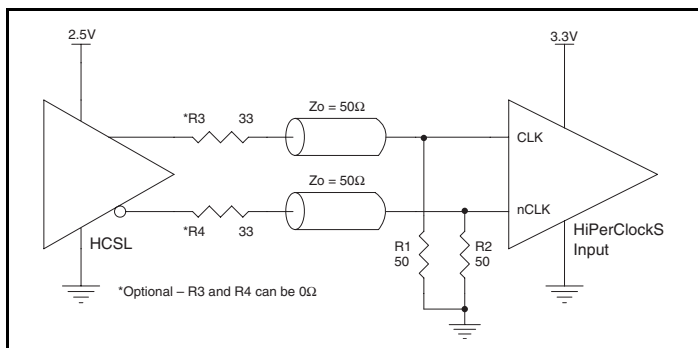 2.5V
3.3V
*R3 33
Zo = 50Ω
CLK
Zo = 50Ω
nCLK
*R4 33
HCSL
R1
50
R2
50
HiPerClockS
Input
*Optional – R3 and R4 can be 0Ω